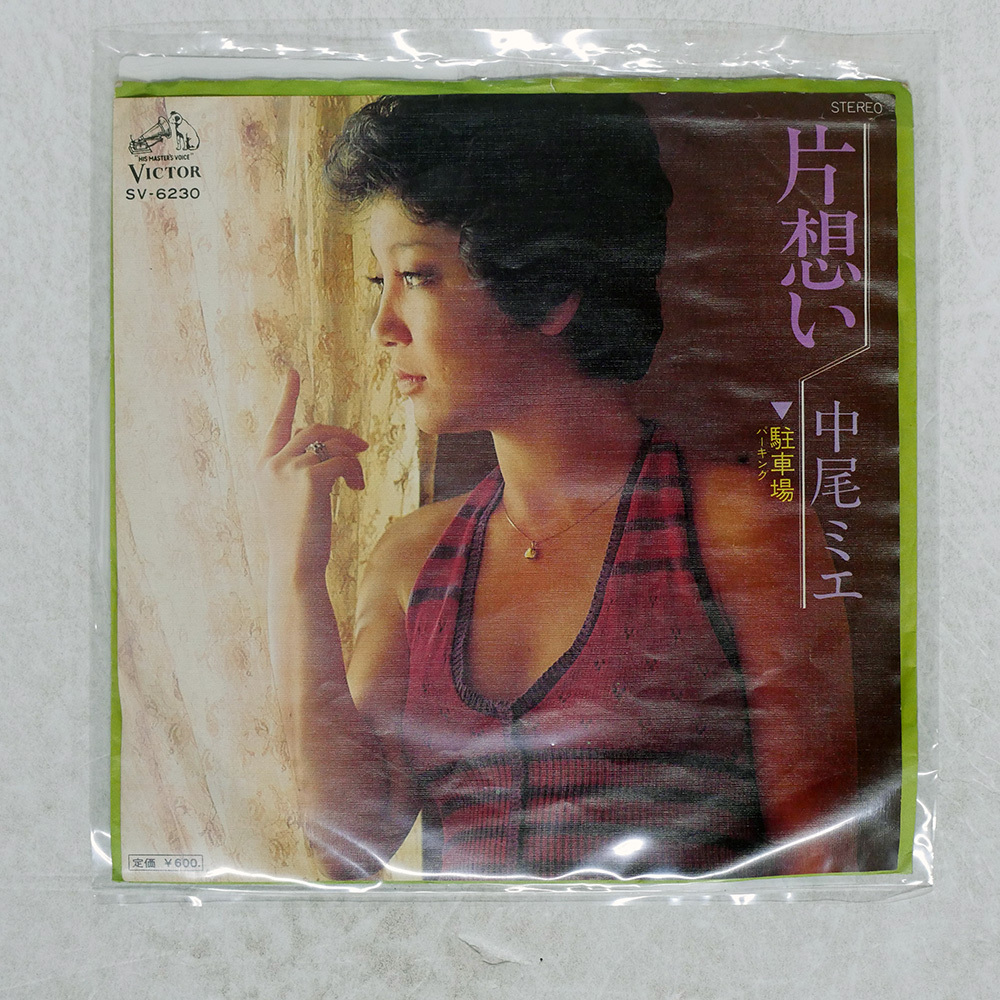 STEREO
"HIS MASTER'S VOICE"
VICTOR
SV-6230
片想い
中尾ミエ
▼駐車場
パーキング
定価 ¥600.